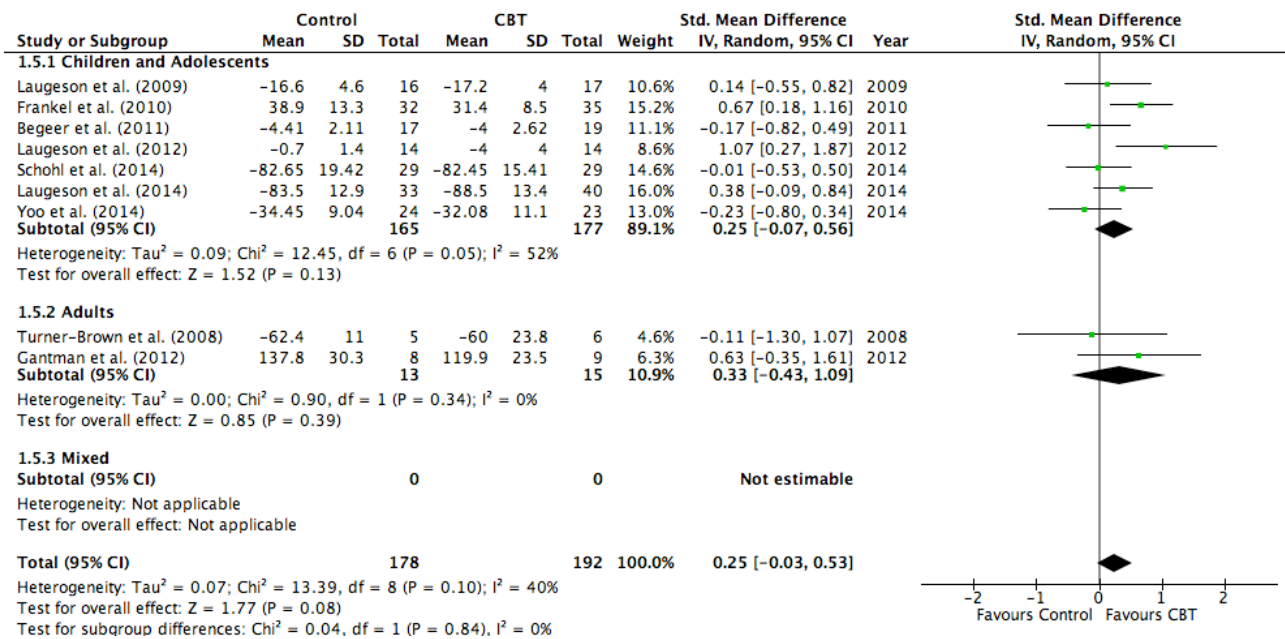 Control CBT Std. Mean Difference Std. Mean Difference
Study or Subgroup Mean SD Total Mean SD Total Weight IV, Random, 95% CI Year IV, Random, 95% CI
1.5.1 Children and Adolescents
Laugeson et al. (2009) -16.6 4.6 16 -17.2 4 17 10.6% 0.14 [-0.55, 0.82] 2009
Frankel et al. (2010) 38.9 13.3 32 31.4 8.5 35 15.2% 0.67 [0.18, 1.16] 2010
Begeer et al. (2011) -4.41 2.11 17 -4 2.62 19 11.1% -0.17 [-0.82, 0.49] 2011
Laugeson et al. (2012) -0.7 1.4 14 -4 4 14 8.6% 1.07 [0.27, 1.87] 2012
Schohl et al. (2014) -82.65 19.42 29 -82.45 15.41 29 14.6% -0.01 [-0.53, 0.50] 2014
Laugeson et al. (2014) -83.5 12.9 33 -88.5 13.4 40 16.0% 0.38 [-0.09, 0.84] 2014
Yoo et al. (2014) -34.45 9.04 24 -32.08 11.1 23 13.0% -0.23 [-0.80, 0.34] 2014
Subtotal (95% CI) 165 177 89.1% 0.25 [-0.07, 0.56]
Heterogeneity: Tau² = 0.09; Chi² = 12.45, df = 6 (P = 0.05); I² = 52%
Test for overall effect: Z = 1.52 (P = 0.13)
1.5.2 Adults
Turner-Brown et al. (2008) -62.4 11 5 -60 23.8 6 4.6% -0.11 [-1.30, 1.07] 2008
Gantman et al. (2012) 137.8 30.3 8 119.9 23.5 9 6.3% 0.63 [-0.35, 1.61] 2012
Subtotal (95% CI) 13 15 10.9% 0.33 [-0.43, 1.09]
Heterogeneity: Tau² = 0.00; Chi² = 0.90, df = 1 (P = 0.34); I² = 0%
Test for overall effect: Z = 0.85 (P = 0.39)
1.5.3 Mixed
Subtotal (95% CI) 0 0 Not estimable
Heterogeneity: Not applicable
Test for overall effect: Not applicable
Total (95% CI) 178 192 100.0% 0.25 [-0.03, 0.53]
Heterogeneity: Tau² = 0.07; Chi² = 13.39, df = 8 (P = 0.10); I² = 40%
Test for overall effect: Z = 1.77 (P = 0.08)
Test for subgroup differences: Chi² = 0.04, df = 1 (P = 0.84), I² = 0%
-2 -1 0 1 2
Favours Control Favours CBT